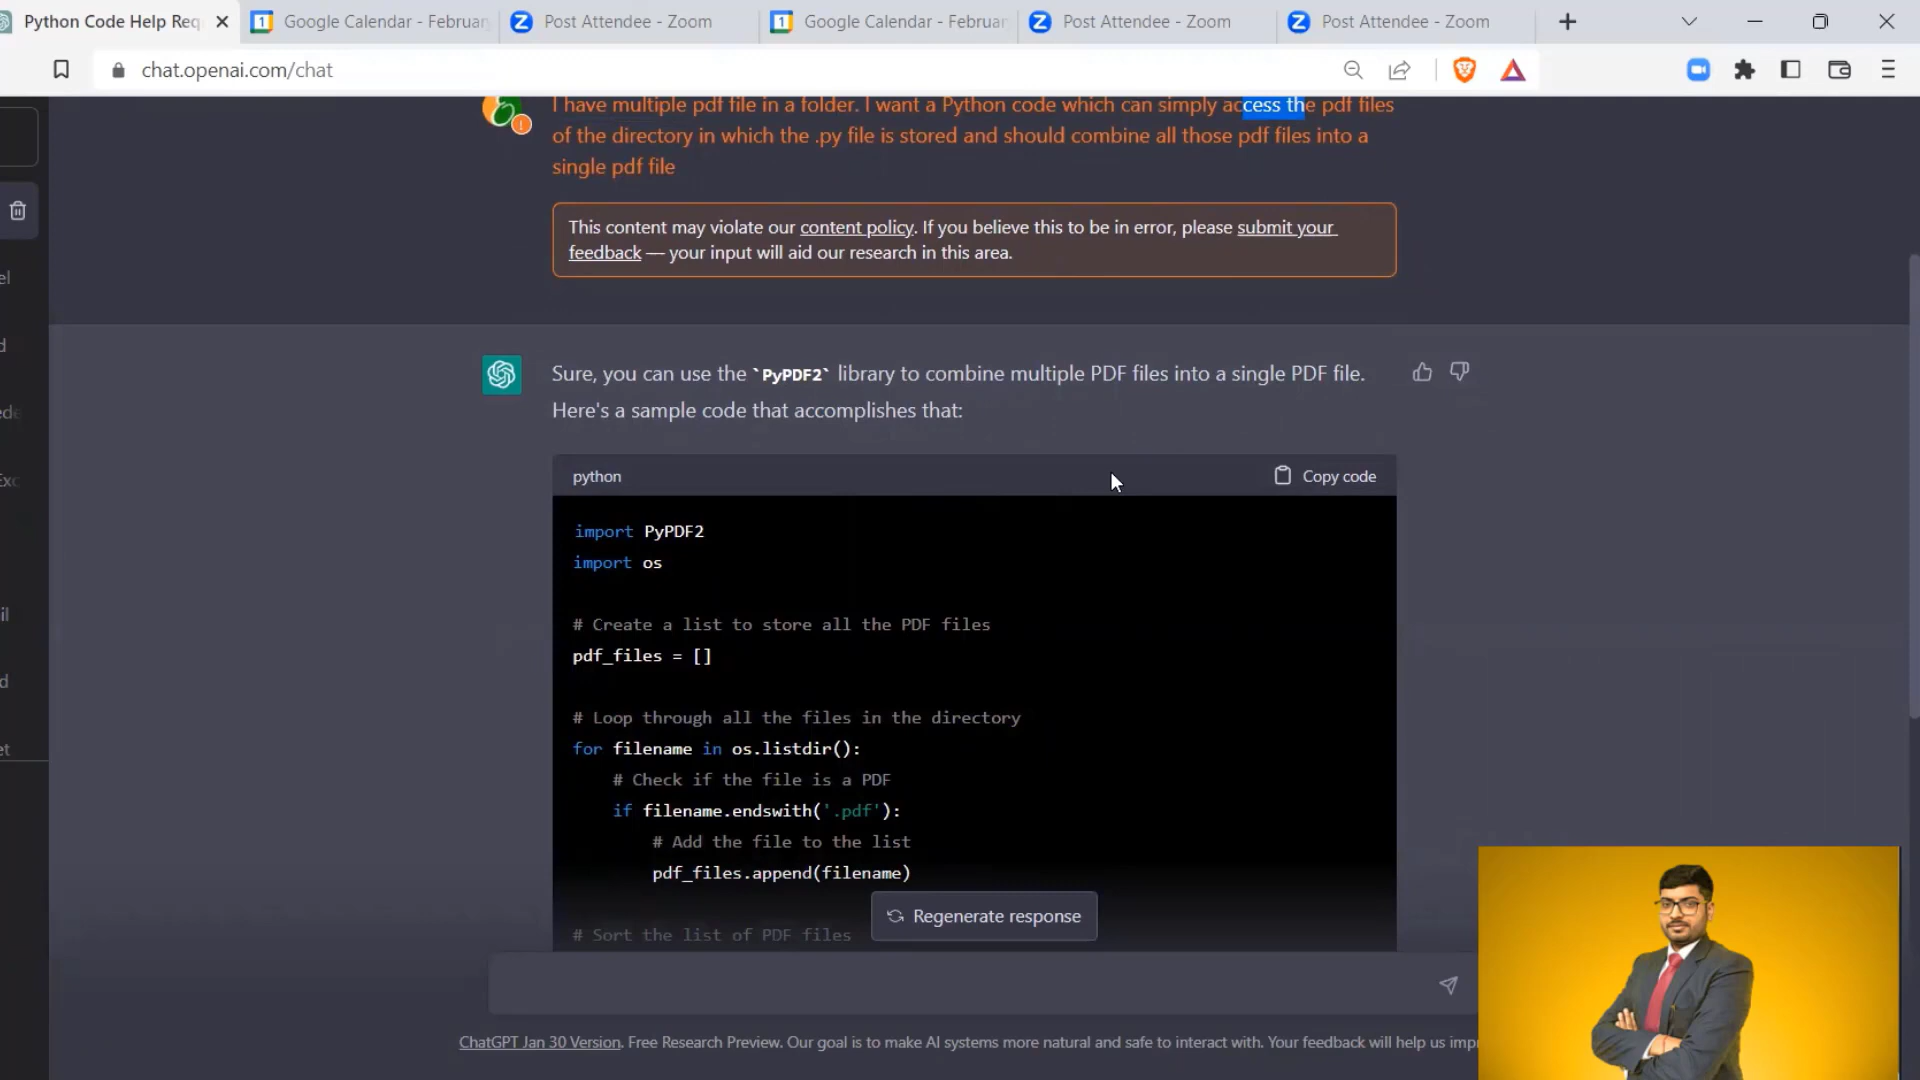 Python Code Help Req
Google Calendar - Februar
Post Attendee - Zoom
Google Calendar - Februar
Post Attendee - Zoom
Post Attendee - Zoom
chat.openai.com/chat
I have multiple pdf file in a folder. I want a Python code which can simply access the pdf files
of the directory in which the .py file is stored and should combine all those pdf files into a
single pdf file
This content may violate our content policy. If you believe this to be in error, please submit your
feedback — your input will aid our research in this area.
Sure, you can use the `PyPDF2` library to combine multiple PDF files into a single PDF file.
Here's a sample code that accomplishes that:
python
Copy code
import PyPDF2
import os
# Create a list to store all the PDF files
pdf_files = []
# Loop through all the files in the directory
for filename in os.listdir():
# Check if the file is a PDF
if filename.endswith('.pdf'):
# Add the file to the list
pdf_files.append(filename)
# Sort the list of PDF files
Regenerate response
ChatGPT Jan 30 Version. Free Research Preview. Our goal is to make AI systems more natural and safe to interact with. Your feedback will help us imp